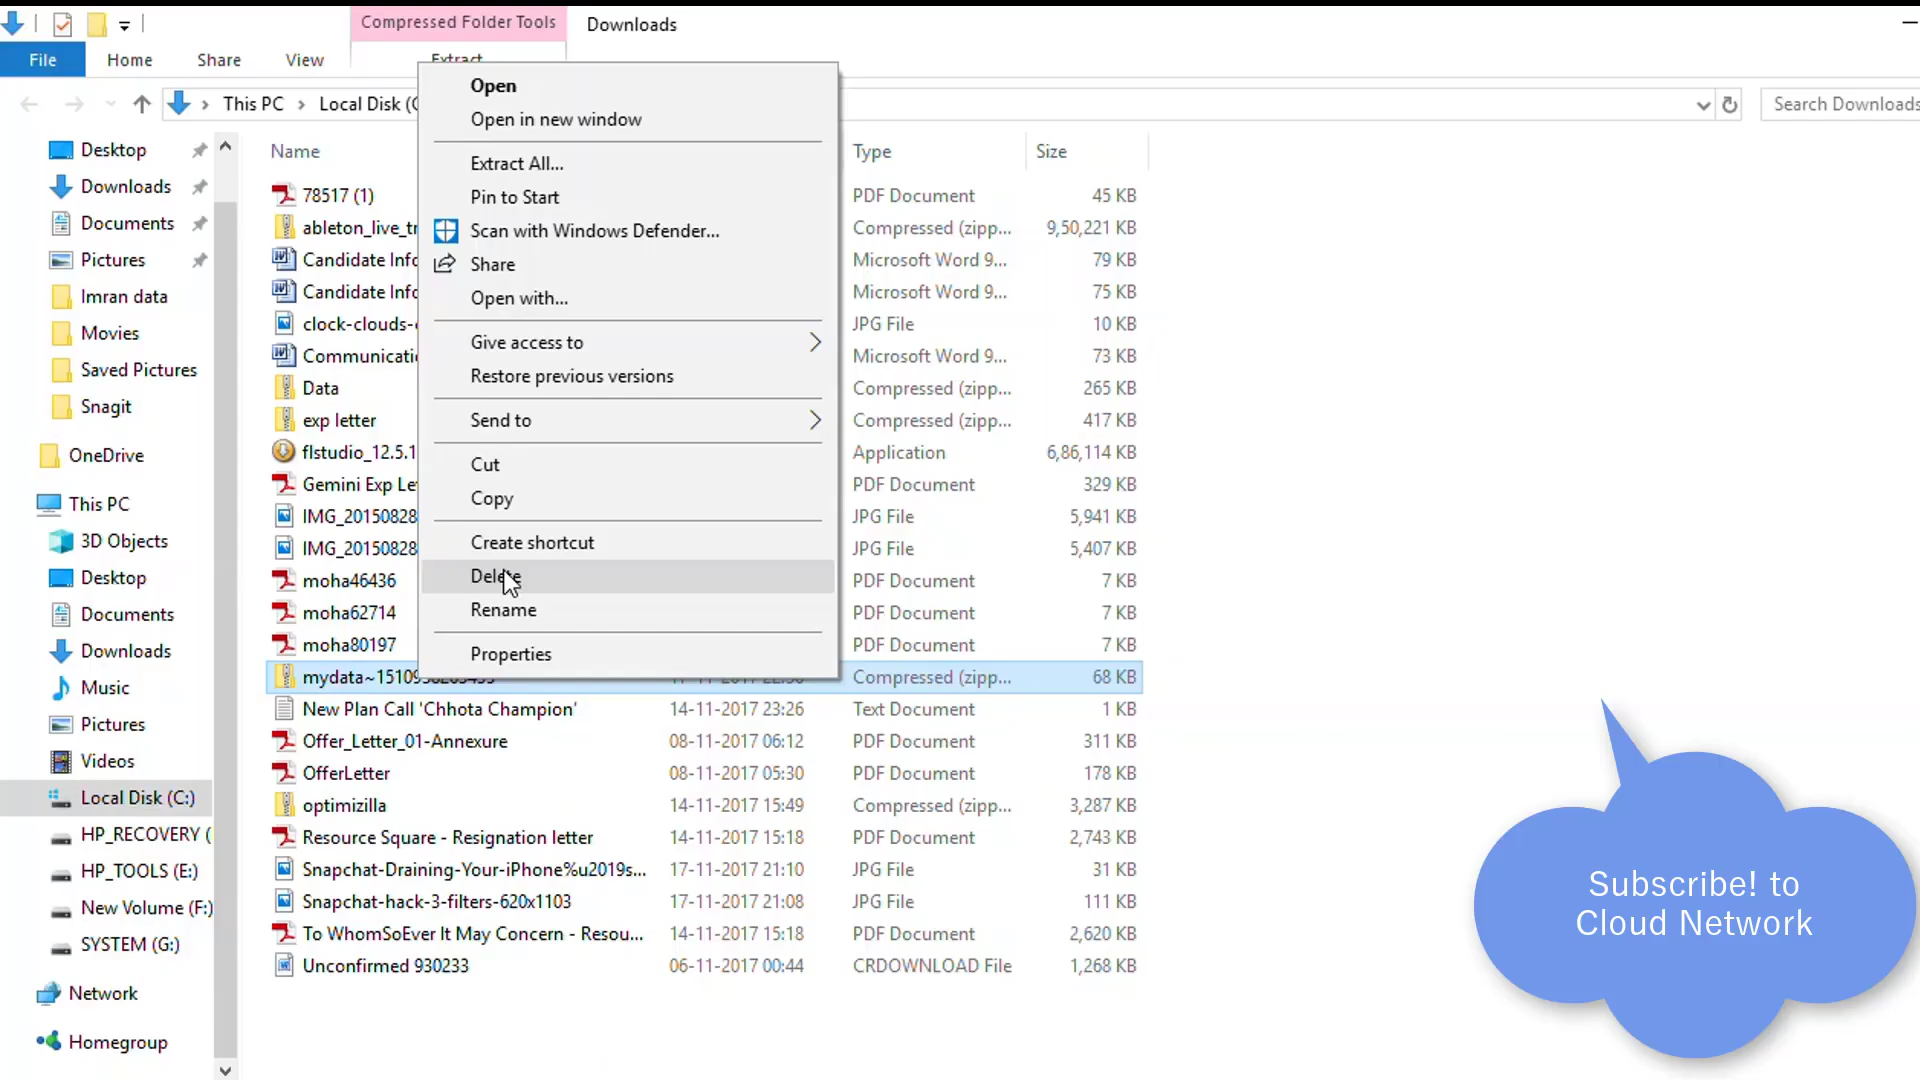 Compressed Folder Tools
Downloads
File
Home
Share
View
Extract
This PC
Local Disk (C
Search Downloads
Desktop
Downloads
Documents
Pictures
Imran data
Movies
Saved Pictures
Snagit
OneDrive
This PC
3D Objects
Desktop
Documents
Downloads
Music
Pictures
Videos
Local Disk (C:)
HP_RECOVERY (
HP_TOOLS (E:)
New Volume (F:)
SYSTEM (G:)
Network
Homegroup
Open
Open in new window
Extract All...
Pin to Start
Scan with Windows Defender...
Share
Open with...
Give access to
Restore previous versions
Send to
Cut
Copy
Create shortcut
Delete
Rename
Properties
Name Type Size
78517 (1) PDF Document 45 KB
ableton_live_tr Compressed (zipp... 9,50,221 KB
Candidate Info Microsoft Word 9... 79 KB
Candidate Info Microsoft Word 9... 75 KB
clock-clouds- JPG File 10 KB
Communicati Microsoft Word 9... 73 KB
Data Compressed (zipp... 265 KB
exp letter Compressed (zipp... 417 KB
flstudio_12.5.1 Application 6,86,114 KB
Gemini Exp Le PDF Document 329 KB
IMG_20150828 JPG File 5,941 KB
IMG_20150828 JPG File 5,407 KB
moha46436 PDF Document 7 KB
moha62714 PDF Document 7 KB
moha80197 PDF Document 7 KB
Compressed (zipp... 68 KB
New Plan Call 'Chhota Champion' 14-11-2017 23:26 Text Document 1 KB
Offer_Letter_01-Annexure 08-11-2017 06:12 PDF Document 311 KB
OfferLetter 08-11-2017 05:30 PDF Document 178 KB
optimizilla 14-11-2017 15:49 Compressed (zipp... 3,287 KB
Resource Square - Resignation letter 14-11-2017 15:18 PDF Document 2,743 KB
Snapchat-Draining-Your-iPhone%u2019s... 17-11-2017 21:10 JPG File 31 KB
Snapchat-hack-3-filters-620x1103 17-11-2017 21:08 JPG File 111 KB
To WhomSoEver It May Concern - Resou... 14-11-2017 15:18 PDF Document 2,620 KB
Unconfirmed 930233 06-11-2017 00:44 CRDOWNLOAD File 1,268 KB
Subscribe! to
Cloud Network